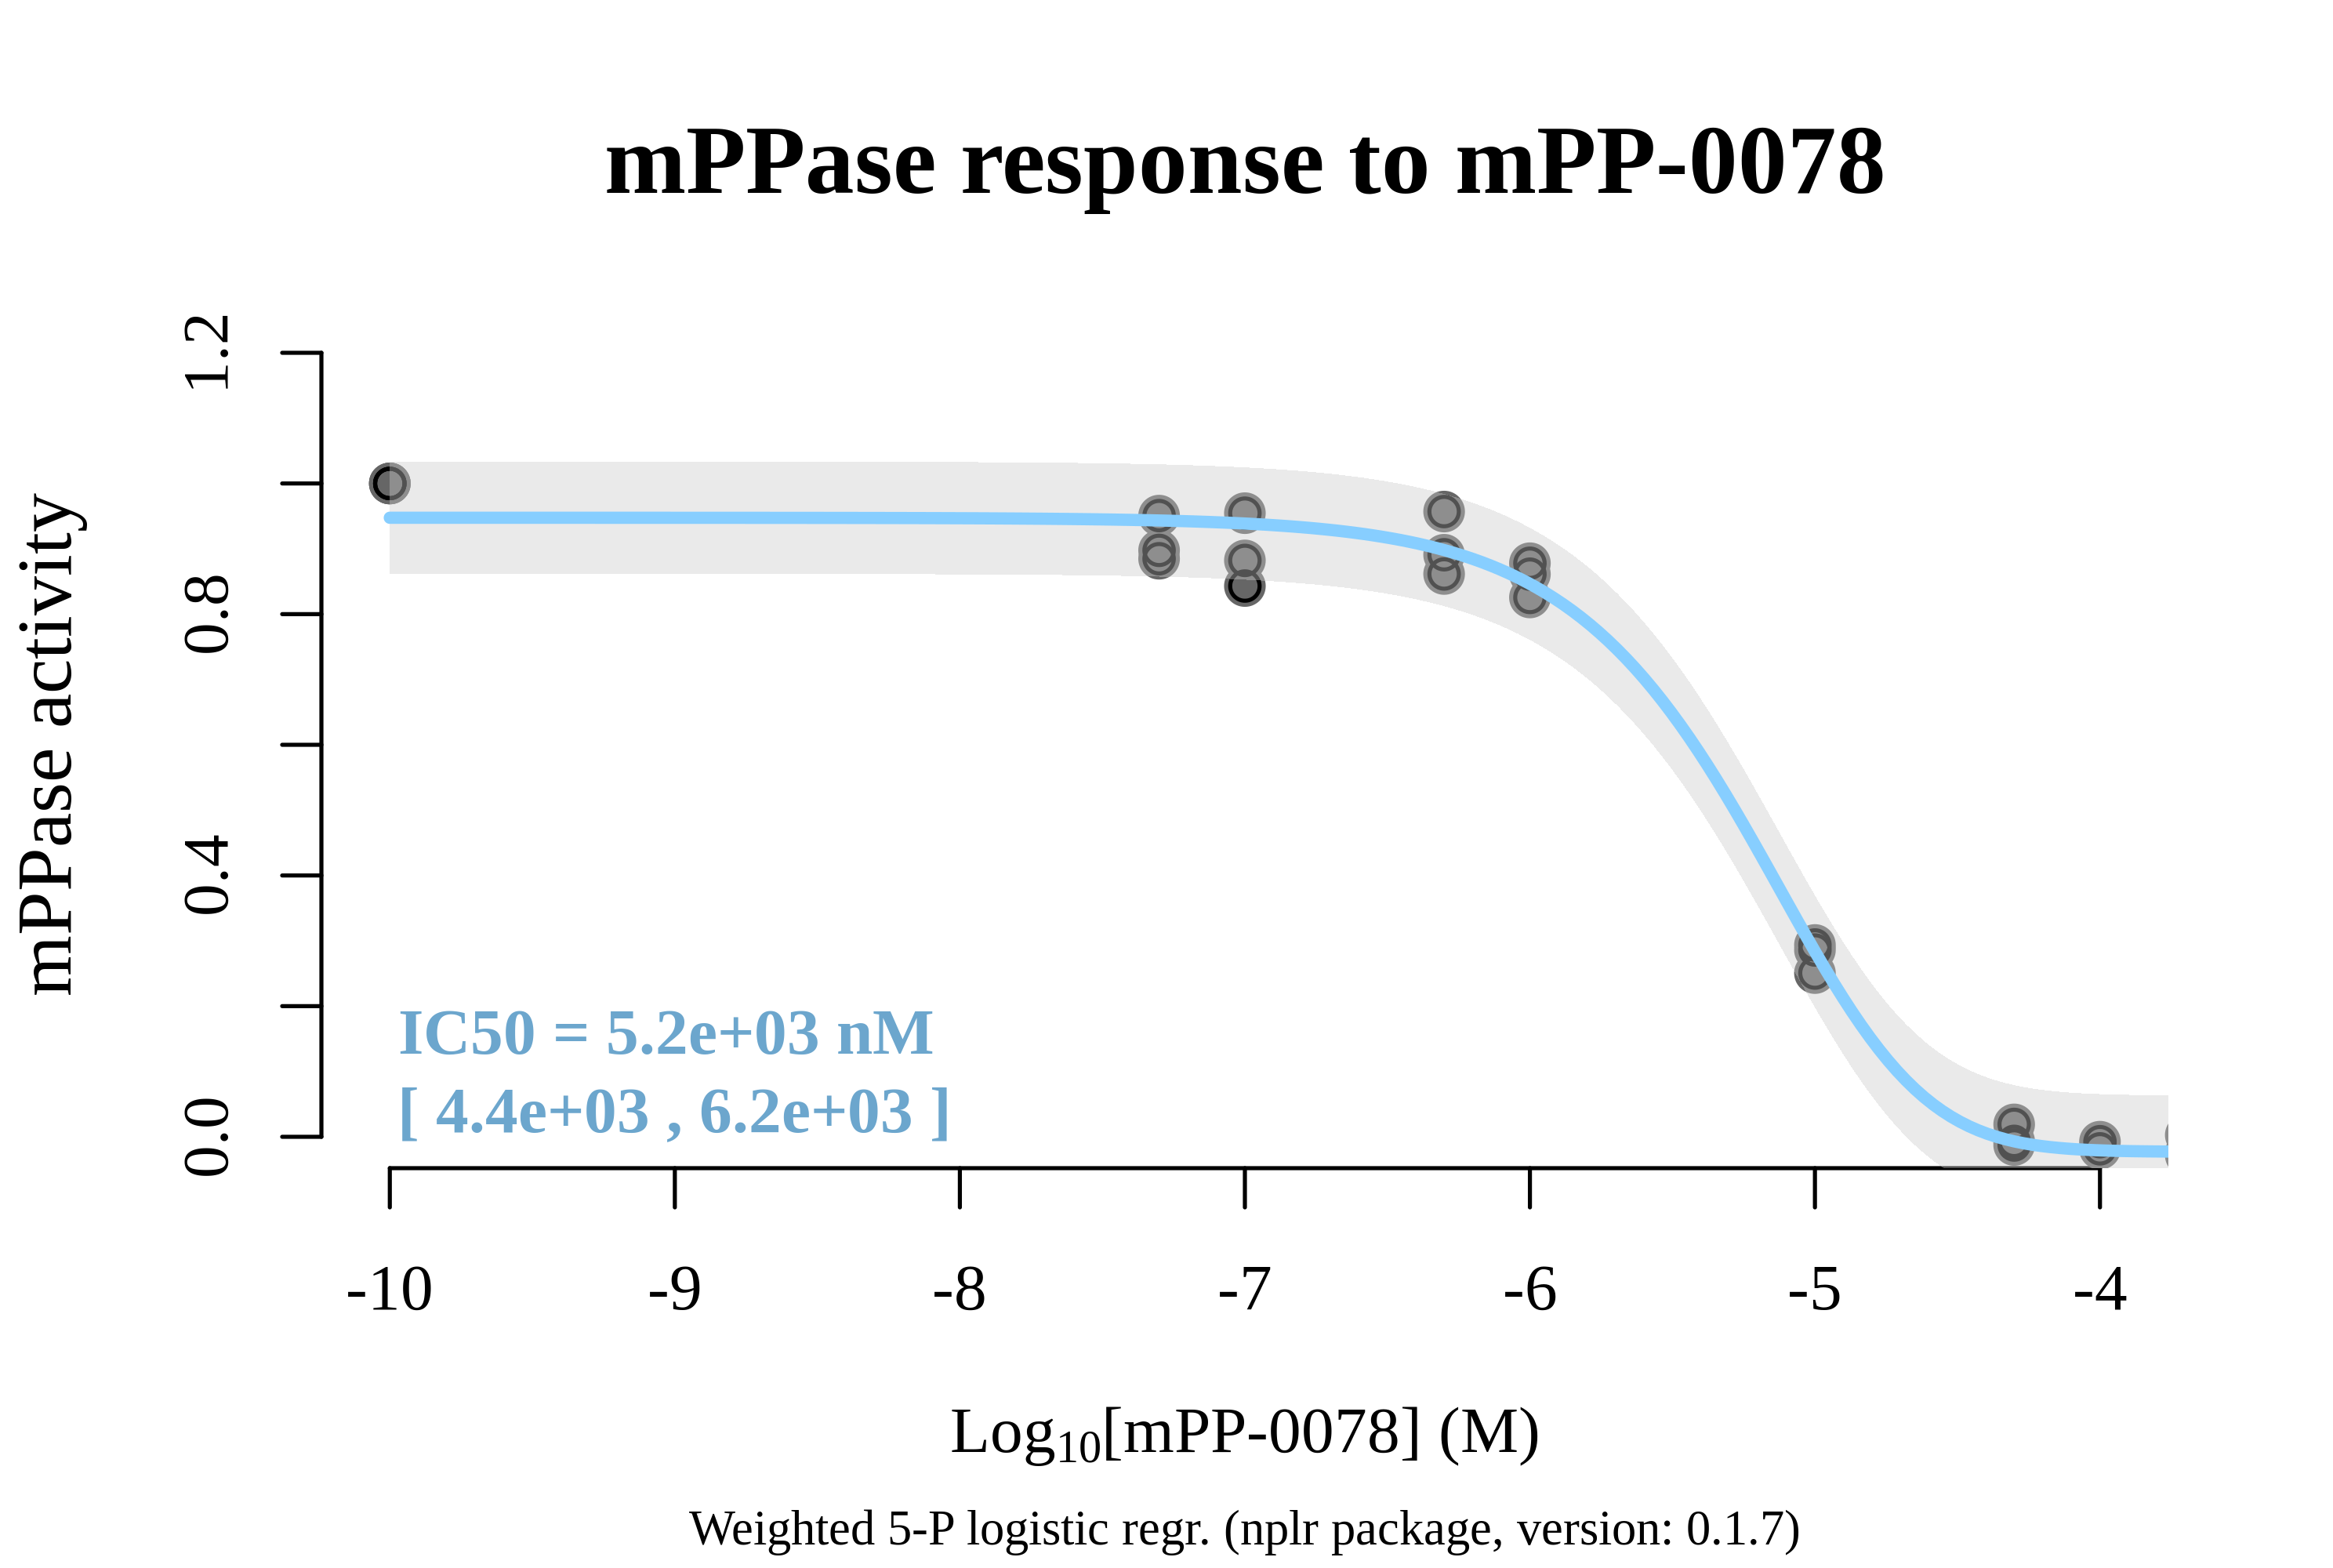 mPPase response to mPP-0078
mPPase activity
1.2
0.8
0.4
0.0
IC50 = 5.2e+03 nM
[ 4.4e+03 , 6.2e+03 ]
-10 -9 -8 -7 -6 -5 -4
Log10[mPP-0078] (M)
Weighted 5-P logistic regr. (nplr package, version: 0.1.7)